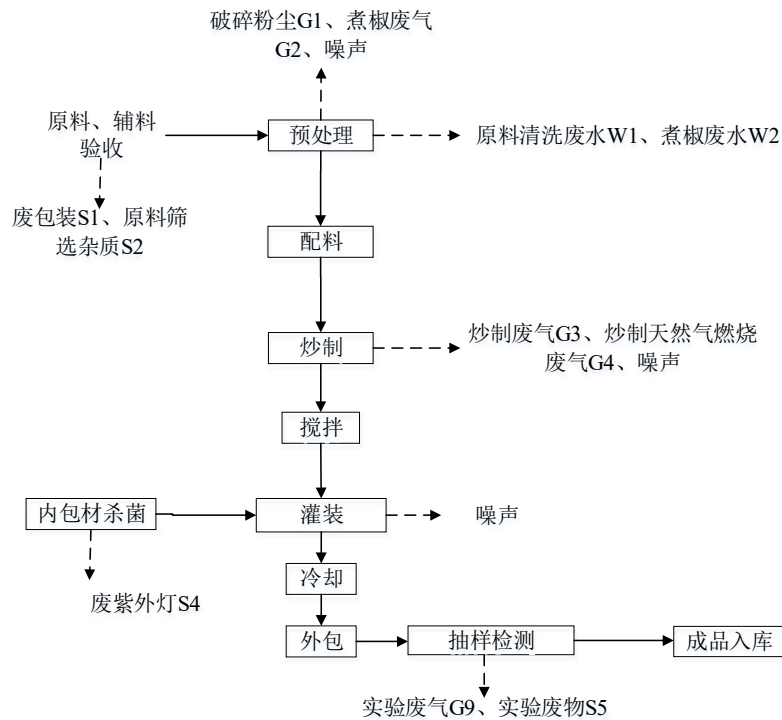 破碎粉尘G1、煮椒废气
G2、噪声
原料、辅料
验收
预处理
原料清洗废水W1、煮椒废水W2
废包装S1、原料筛
选杂质S2
配料
炒制
炒制废气G3、炒制天然气燃烧
废气G4、噪声
搅拌
内包材杀菌
灌装
噪声
冷却
废紫外灯S4
外包
抽样检测
成品入库
实验废气G9、实验废物S5